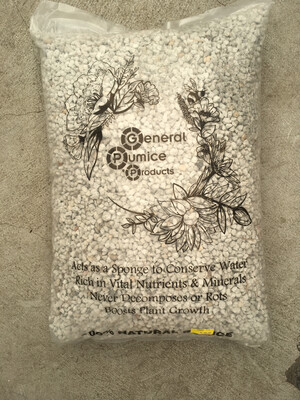 General
Pumice
Products
Acts as a Sponge to Conserve Water
Rich in Vital Nutrients & Minerals
Never Decomposes or Rots
Boosts Plant Growth
NATURAL